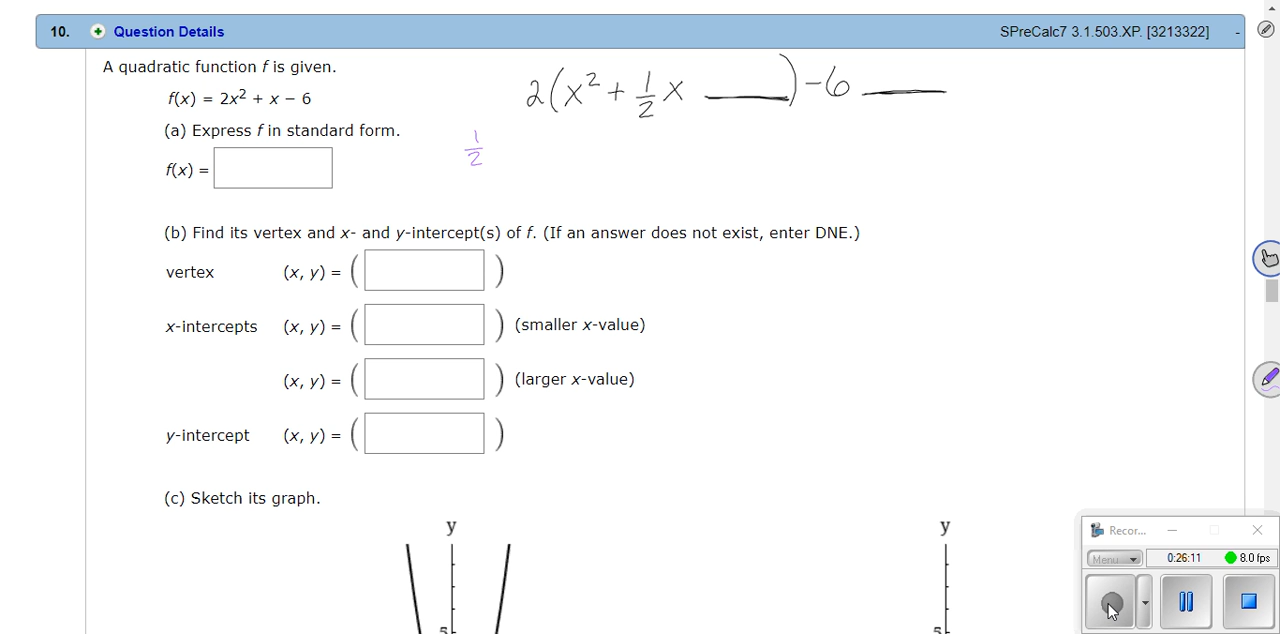 10. Question Details SPreCalc7 3.1.503.XP. [3213322] -
A quadratic function f is given.
f(x) = 2x² + x − 6
2(x² + 1/2 x ____) -6 ____
(a) Express f in standard form.
1/2
f(x) =
(b) Find its vertex and x- and y-intercept(s) of f. (If an answer does not exist, enter DNE.)
vertex (x, y) = ( )
x-intercepts (x, y) = ( ) (smaller x-value)
(x, y) = ( ) (larger x-value)
y-intercept (x, y) = ( )
(c) Sketch its graph.
y y
5 5
Recor...
Menu 0:26:11 8.0 fps